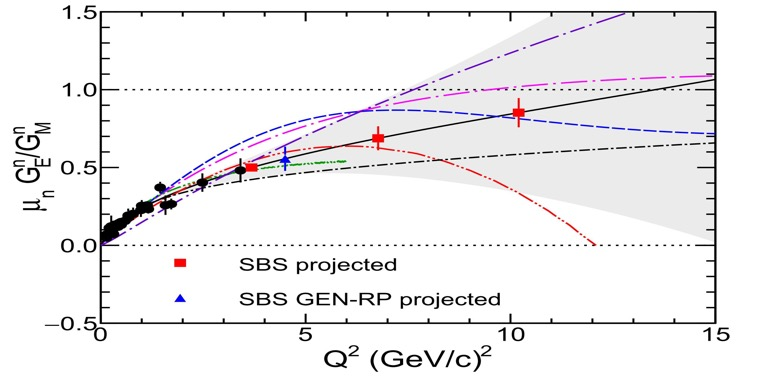 1.5
1.0
0.5
0.0
−0.5
μn GEn/GMn
SBS projected
SBS GEN-RP projected
0
5
10
15
Q2 (GeV/c)2